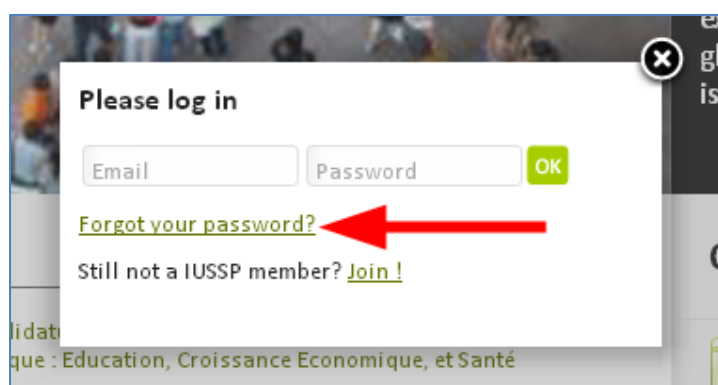 Please log in
Email
Password
OK
Forgot your password?
Still not a IUSSP member? Join !
que : Education, Croissance Economique, et Santé